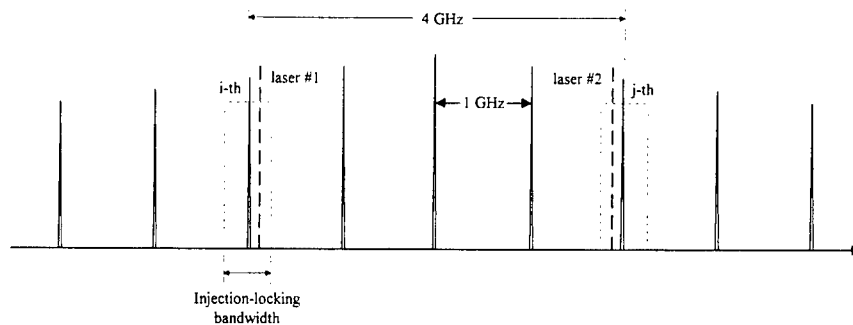 4 GHz
i-th
laser #1
laser #2
j-th
1 GHz
Injection-locking
bandwidth